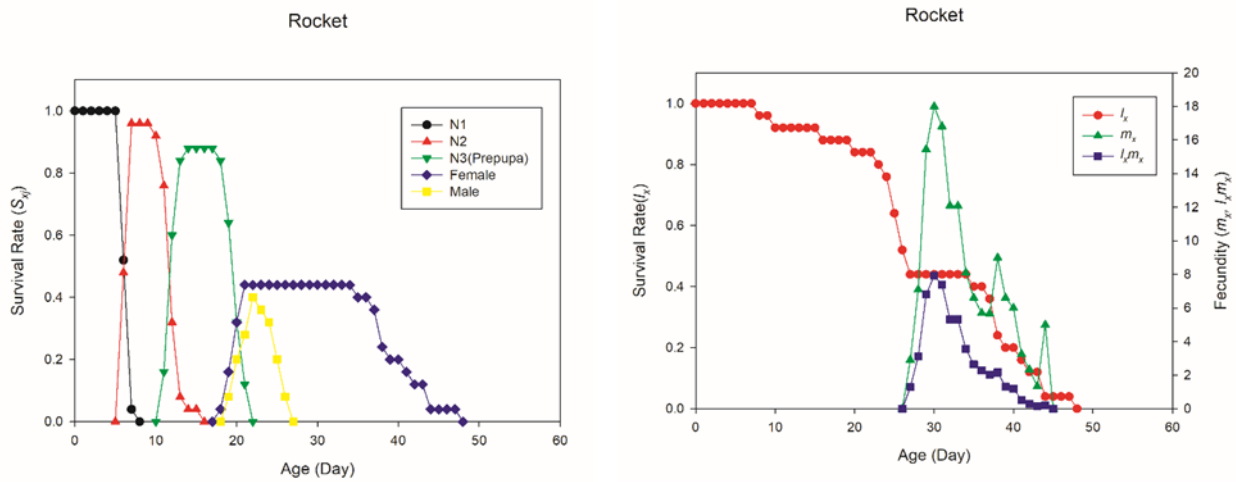 Rocket
Survival Rate (Sxj)
1.0
0.8
0.6
0.4
0.2
0.0
N1
N2
N3(Prepupa)
Female
Male
0 10 20 30 40 50 60
Age (Day)
Rocket
Survival Rate(lx)
1.0
0.8
0.6
0.4
0.2
0.0
lx
mx
lxmx
20
18
16
14
12
10
8
6
4
2
0
Fecundity (mx, lxmx)
0 10 20 30 40 50 60
Age (Day)